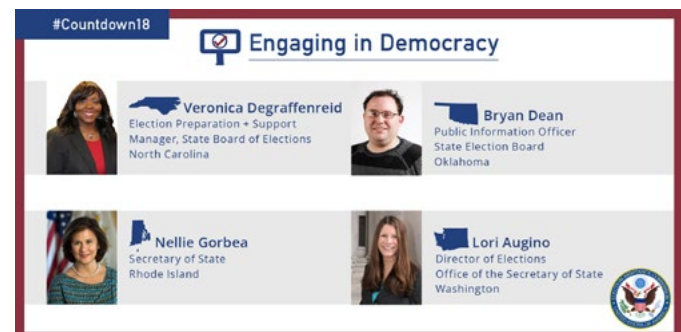 #Countdown18
Engaging in Democracy
Veronica Degraffenreid
Election Preparation + Support
Manager, State Board of Elections
North Carolina
Bryan Dean
Public Information Officer
State Election Board
Oklahoma
Nellie Gorbea
Secretary of State
Rhode Island
Lori Augino
Director of Elections
Office of the Secretary of State
Washington